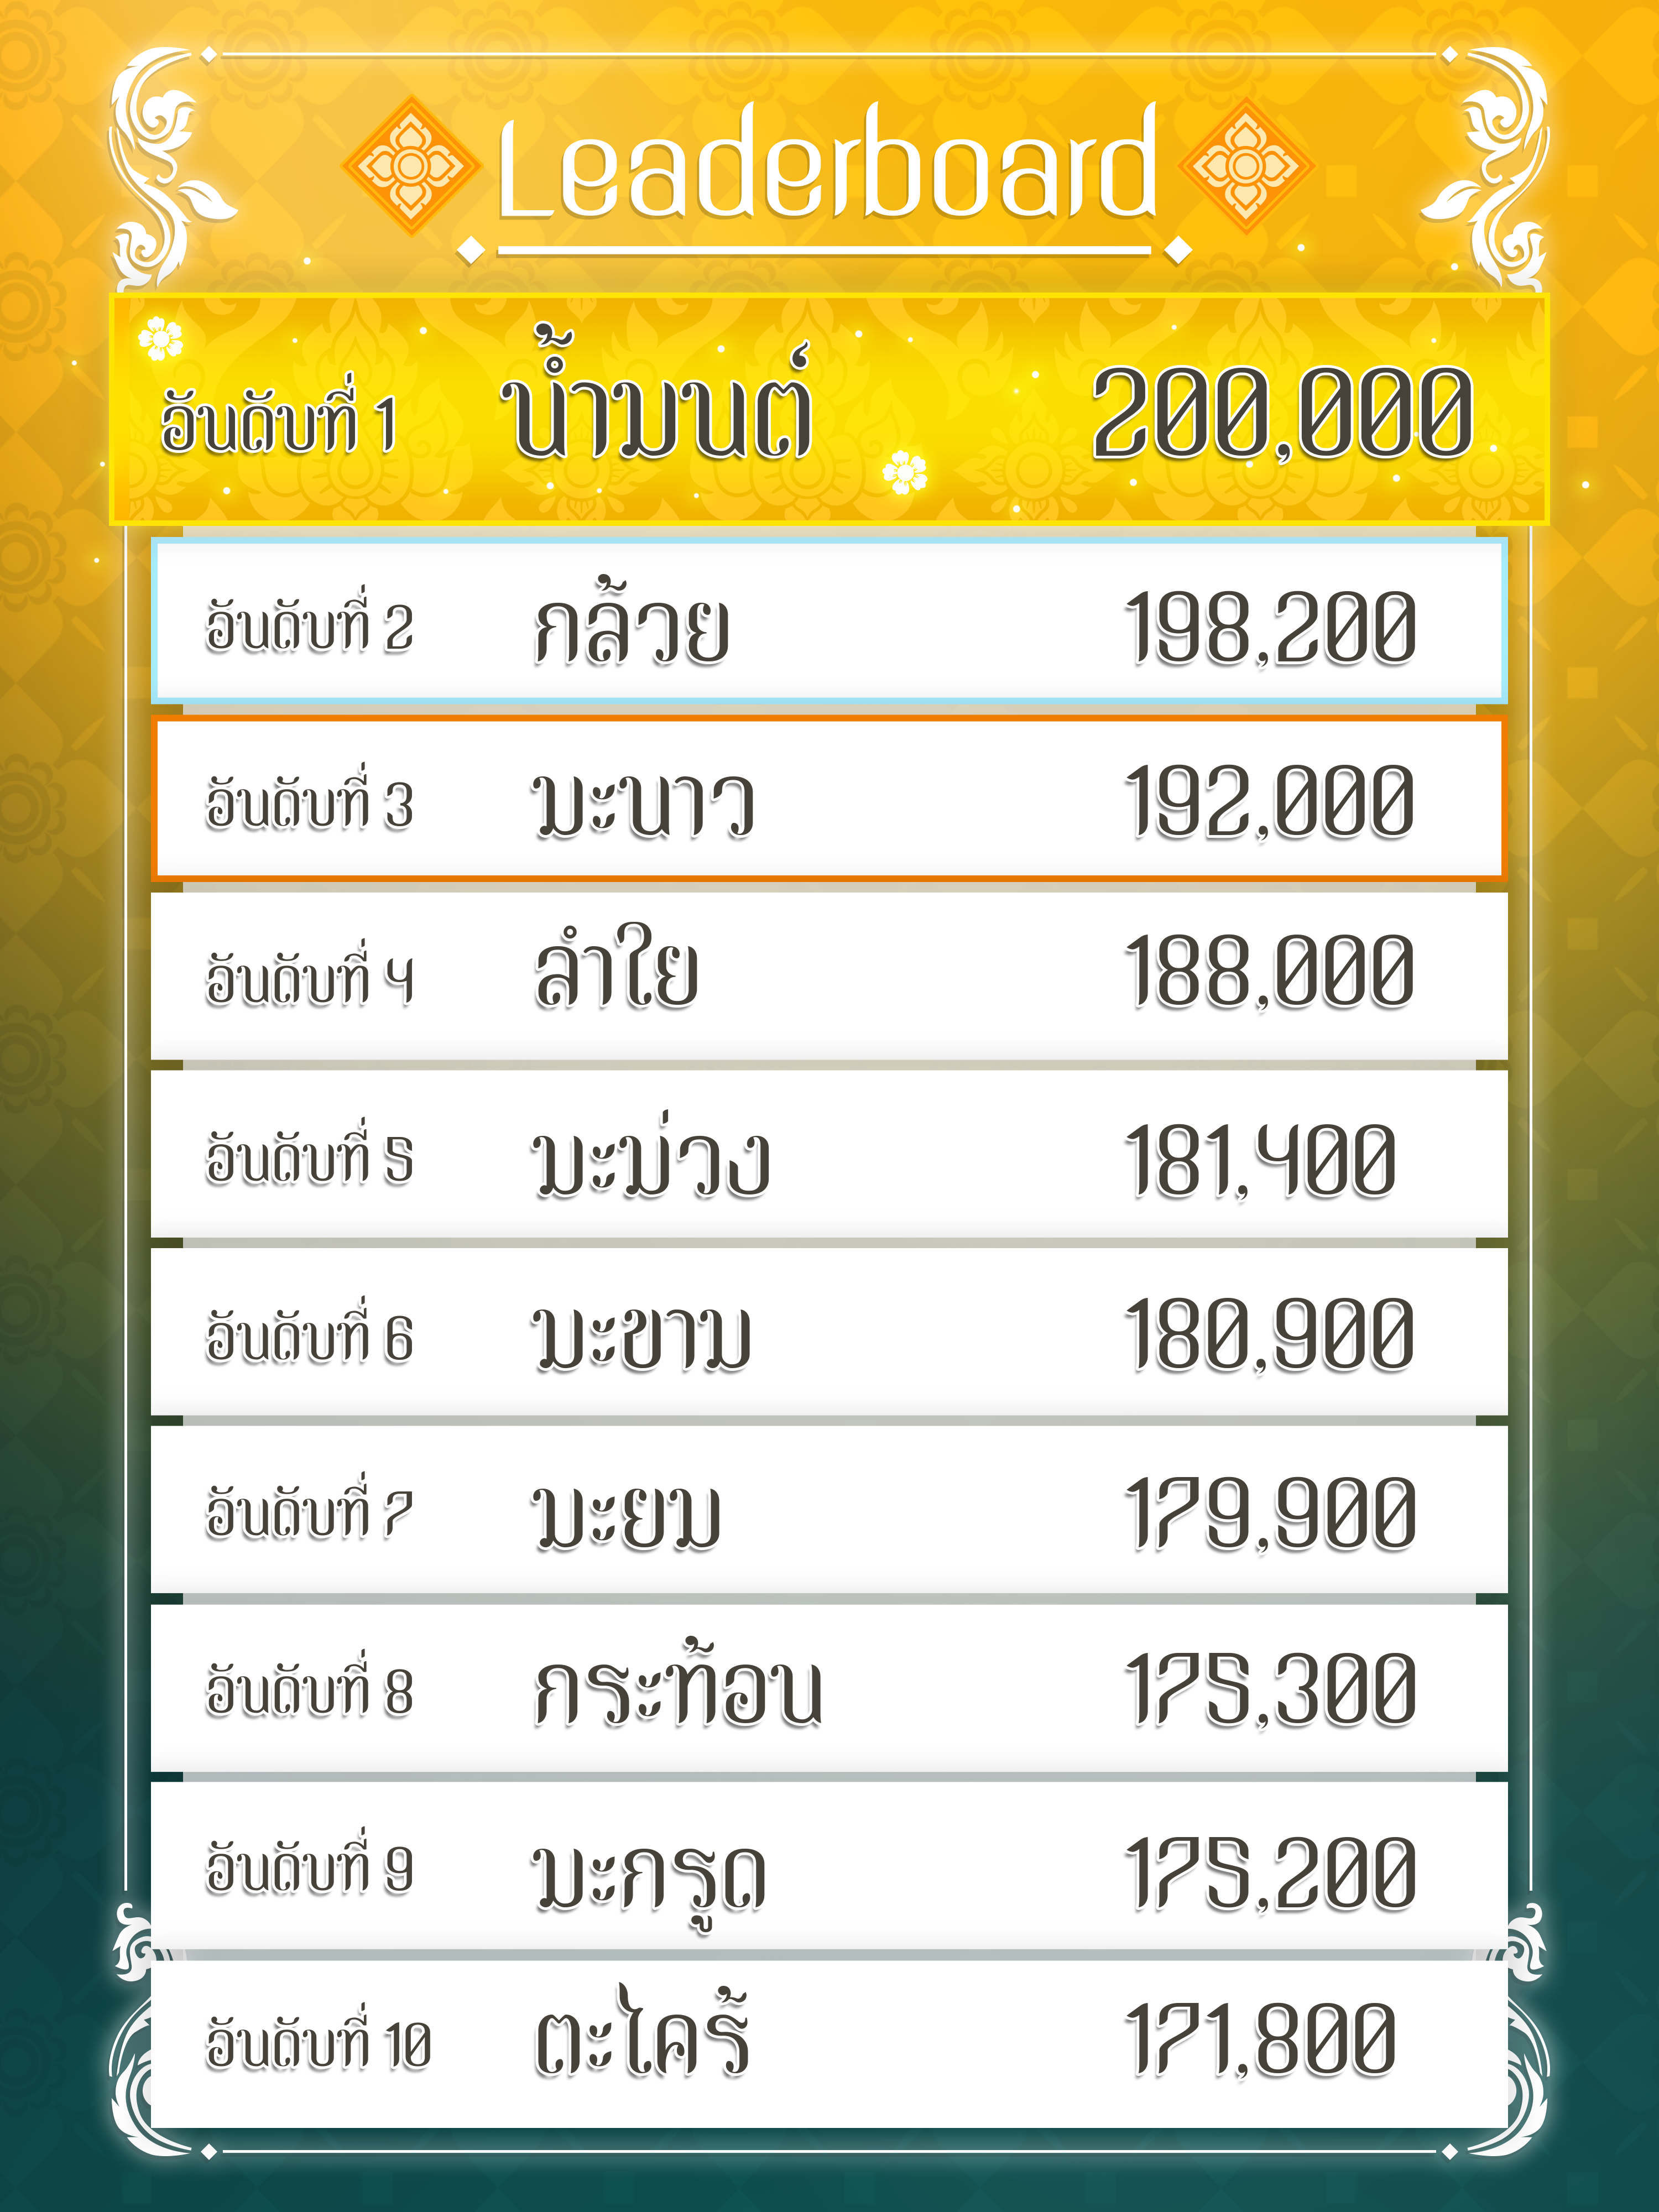 Leaderboard
อันดับที่ 1 น้ำมนต์ 200,000
อันดับที่ 2 กล้วย 198,200
อันดับที่ 3 มะนาว 192,000
อันดับที่ 4 ลำใย 188,000
อันดับที่ 5 มะม่วง 181,400
อันดับที่ 6 มะขาม 180,900
อันดับที่ 7 มะยม 179,900
อันดับที่ 8 กระท้อน 175,300
อันดับที่ 9 มะกรูด 175,200
อันดับที่ 10 ตะไคร้ 171,800